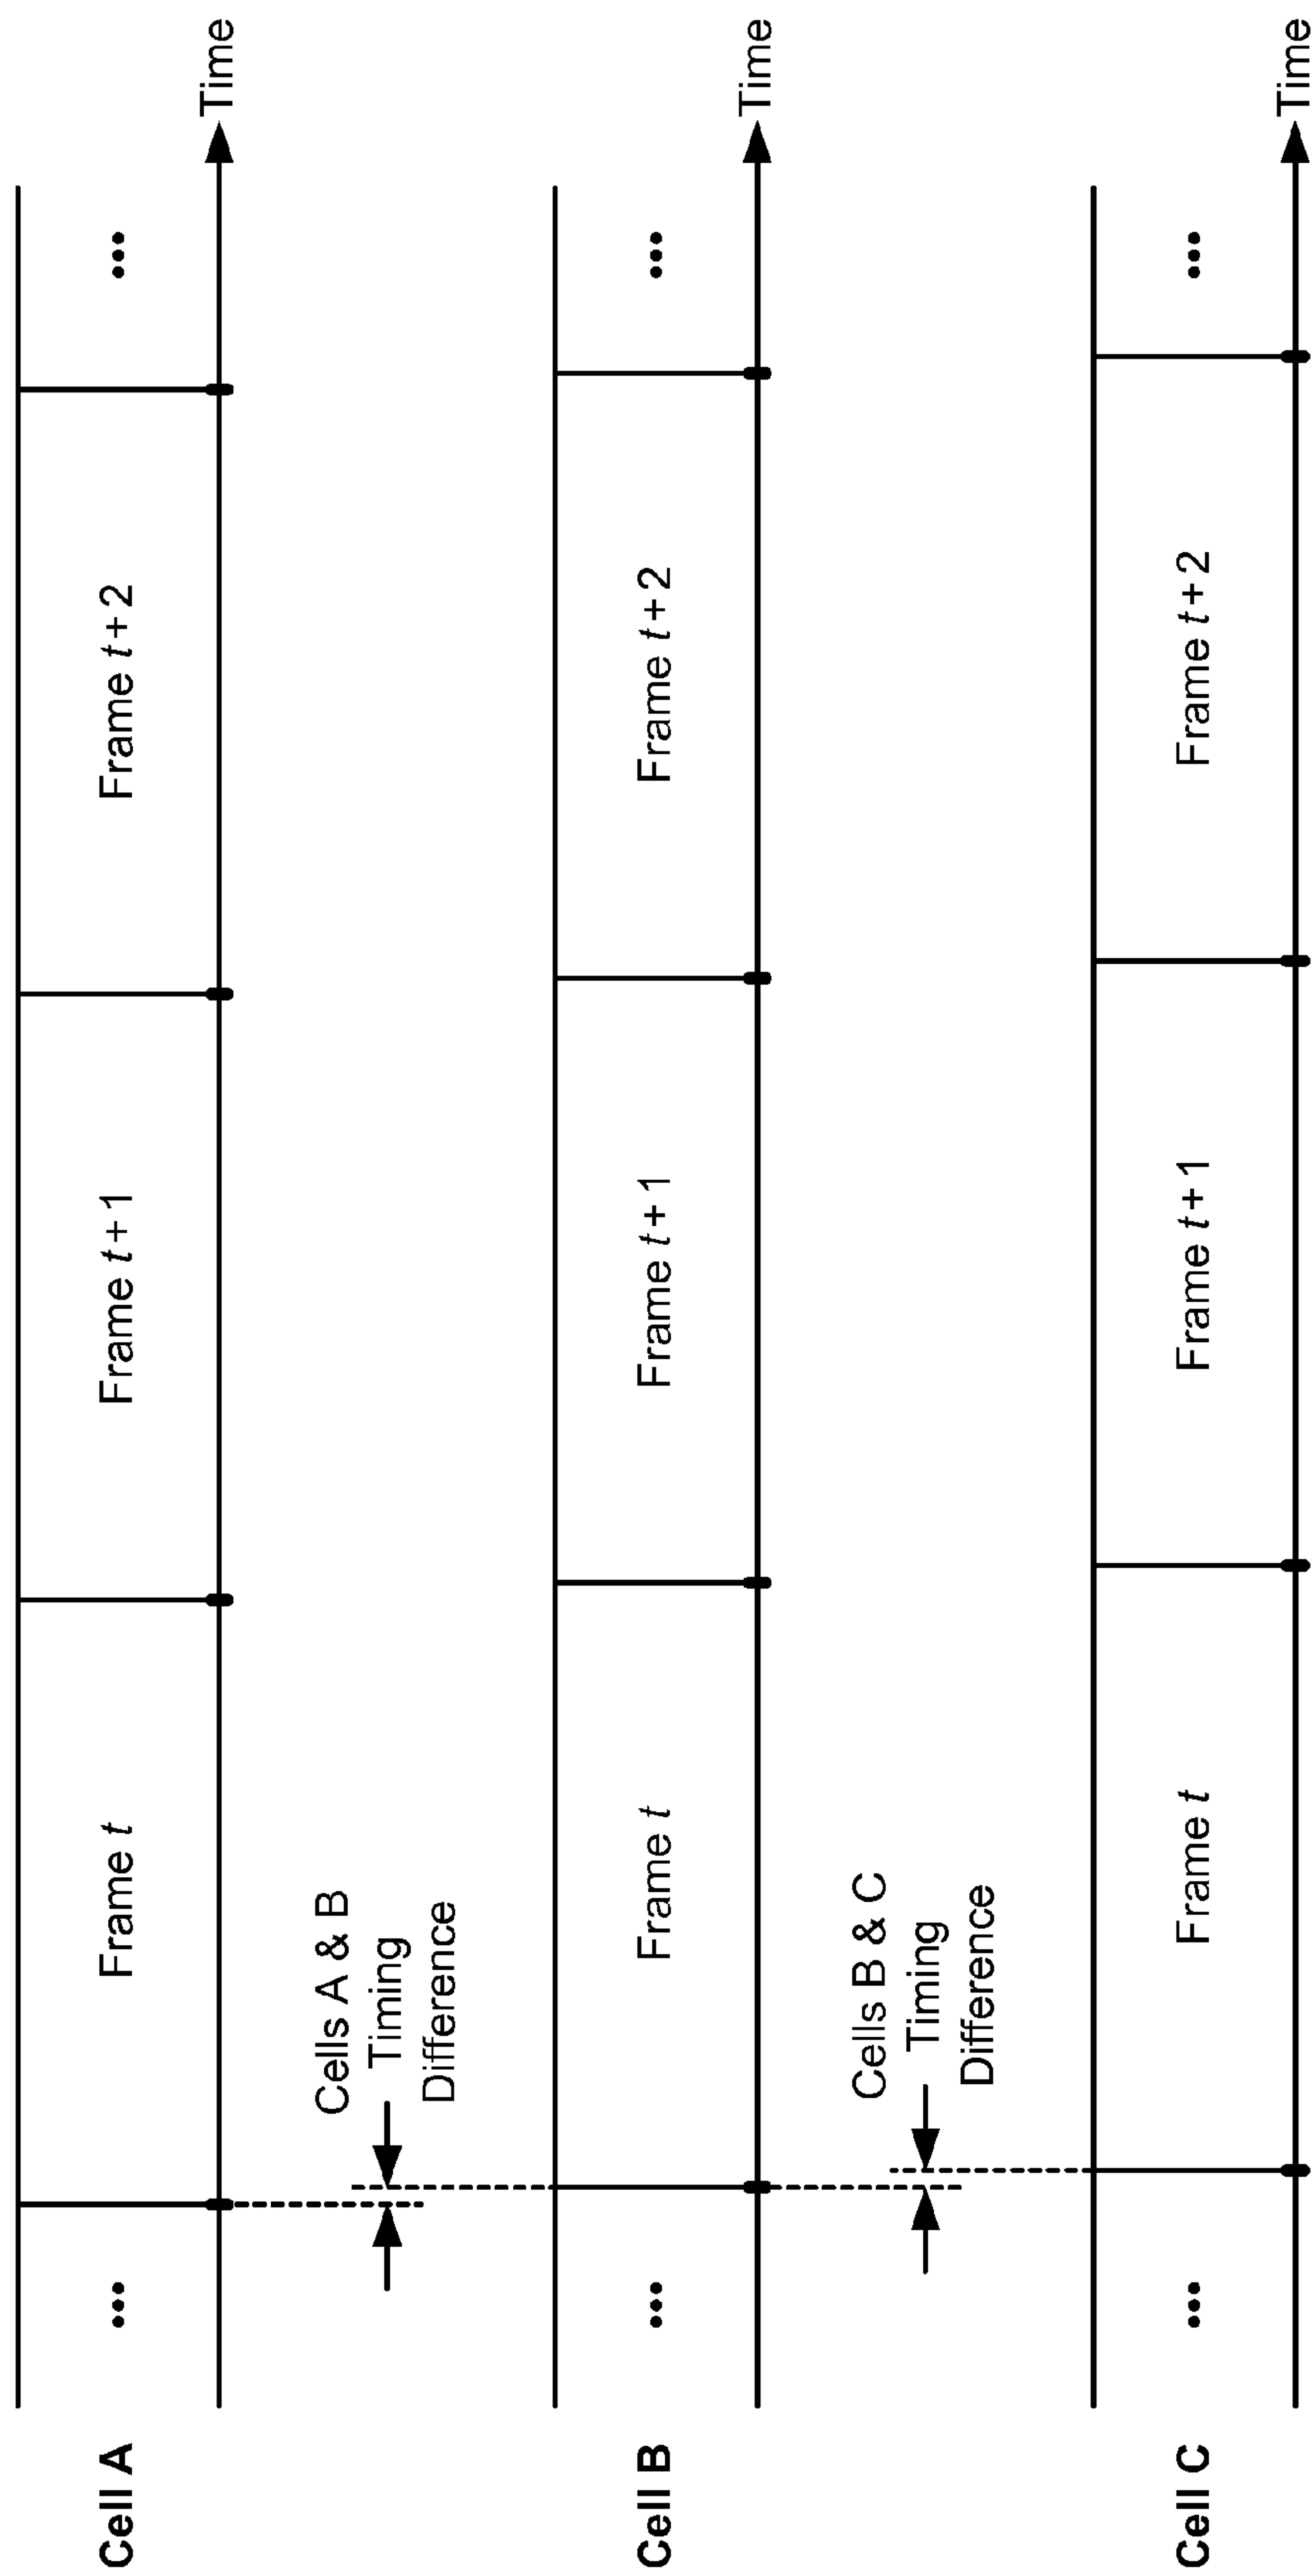 Cell A
...
Frame t
Frame t + 1
Frame t + 2
...
Time
Cells A & B
Timing
Difference
Cell B
...
Frame t
Frame t + 1
Frame t + 2
...
Time
Cells B & C
Timing
Difference
Cell C
...
Frame t
Frame t + 1
Frame t + 2
...
Time